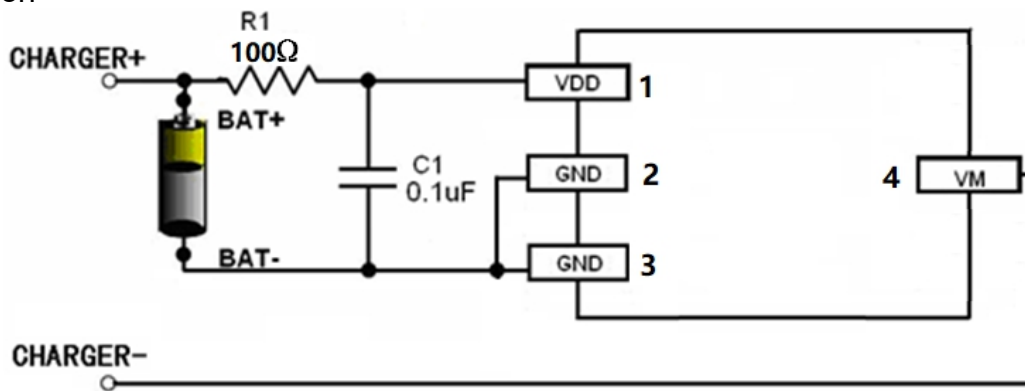 R1
100Ω
CHARGER+
BAT+
C1
0.1uF
BAT-
VDD
1
GND
2
GND
3
4
VM
CHARGER-